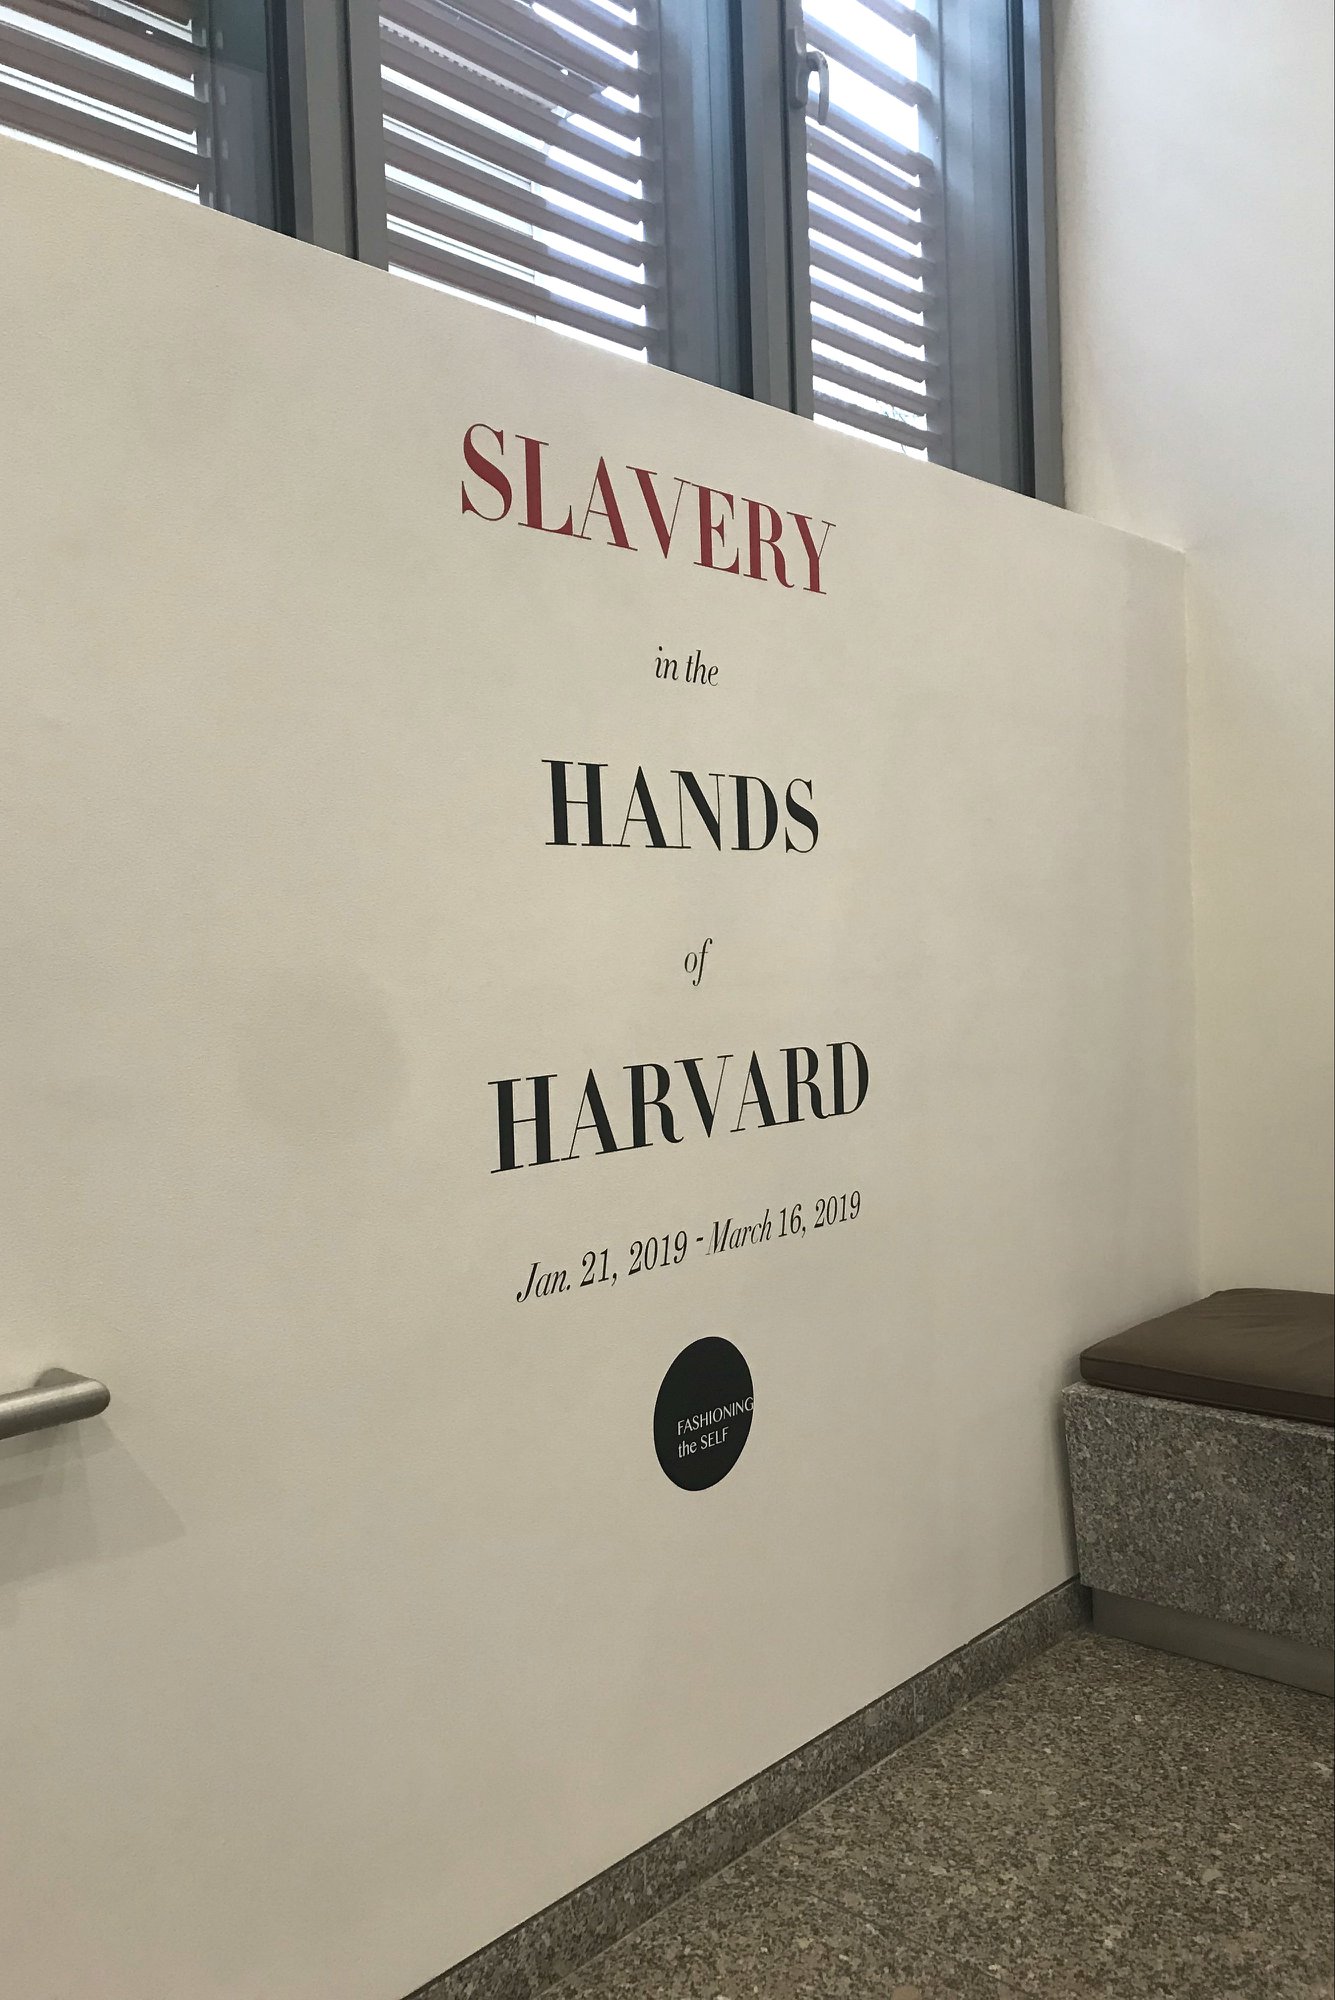 SLAVERY
in the
HANDS
of
HARVARD
Jan. 21, 2019 - March 16, 2019
FASHIONING
the SELF